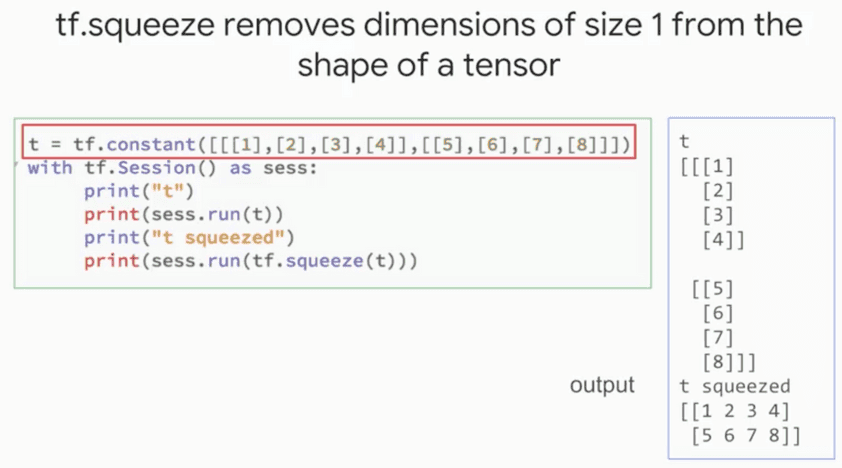 tf.squeeze removes dimensions of size 1 from the
shape of a tensor
t = tf.constant([[[1],[2],[3],[4]],[[5],[6],[7],[8]]])
with tf.Session() as sess:
     print("t")
     print(sess.run(t))
     print("t squeezed")
     print(sess.run(tf.squeeze(t)))
output
t
[[[1]
  [2]
  [3]
  [4]]

 [[5]
  [6]
  [7]
  [8]]]
t squeezed
[[1 2 3 4]
 [5 6 7 8]]